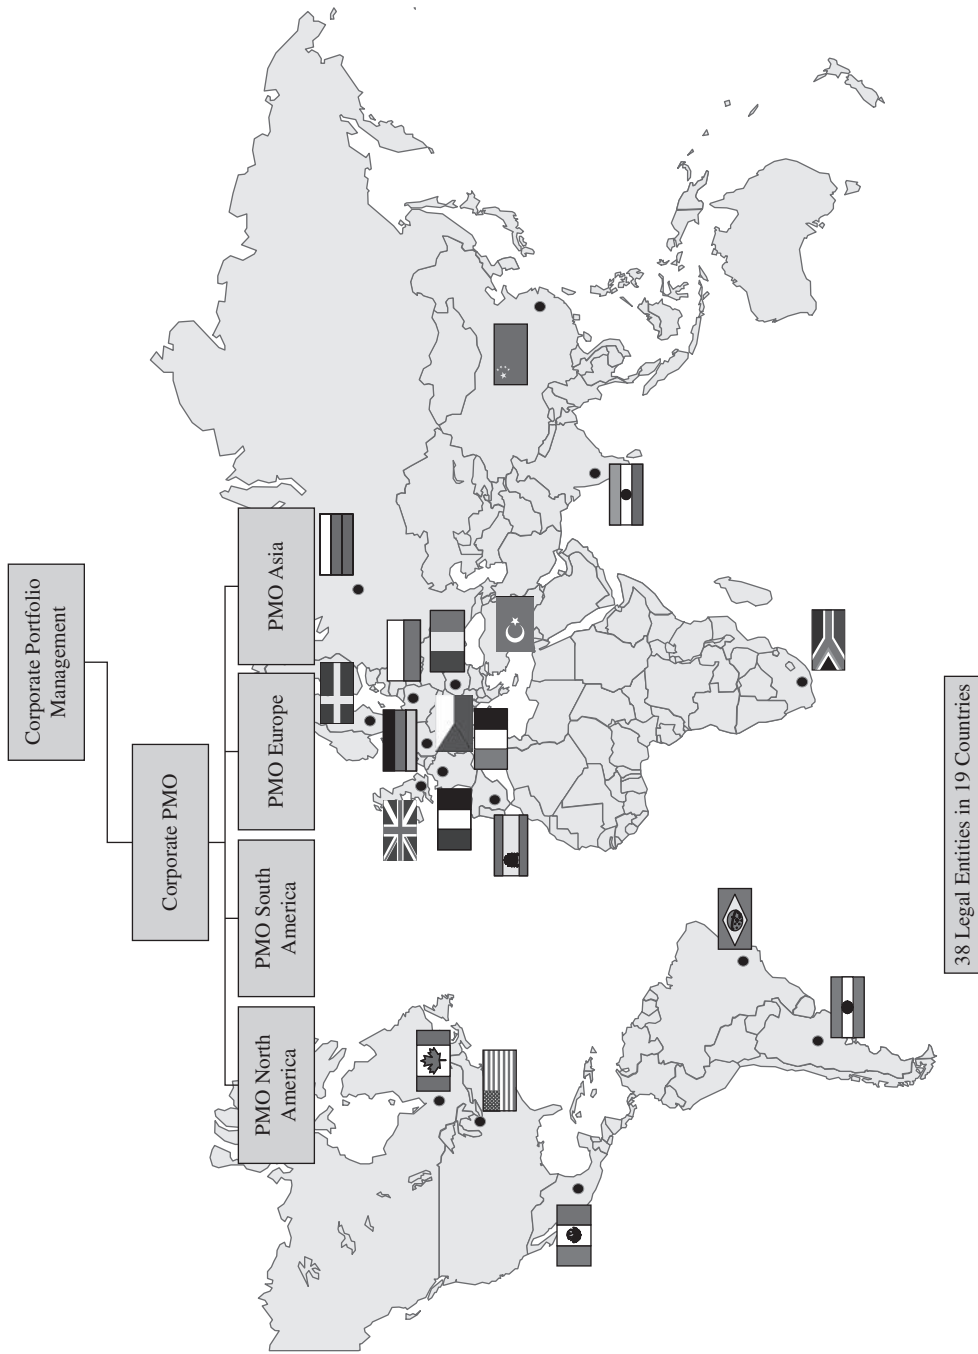 Corporate Portfolio
Management
Corporate PMO
PMO North
America
PMO South
America
PMO Europe
PMO Asia
38 Legal Entities in 19 Countries